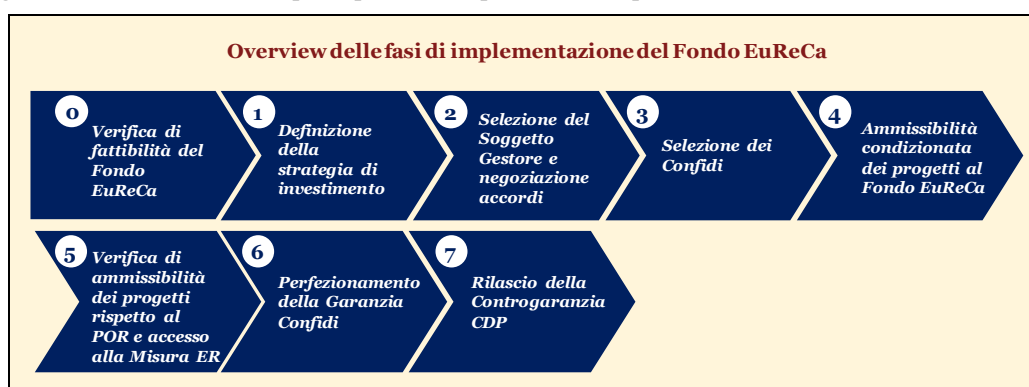 Overview delle fasi di implementazione del Fondo EuReCa
0
Verifica di
fattibilità del
Fondo
EuReCa
1
Definizione
della
strategia di
investimento
2
Selezione del
Soggetto
Gestore e
negoziazione
accordi
3
Selezione dei
Confidi
4
Ammissibilità
condizionata
dei progetti al
Fondo EuReCa
5
Verifica di
ammissibilità
dei progetti
rispetto al
POR e accesso
alla Misura ER
6
Perfezionamento
della Garanzia
Confidi
7
Rilascio della
Controgaranzia
CDP